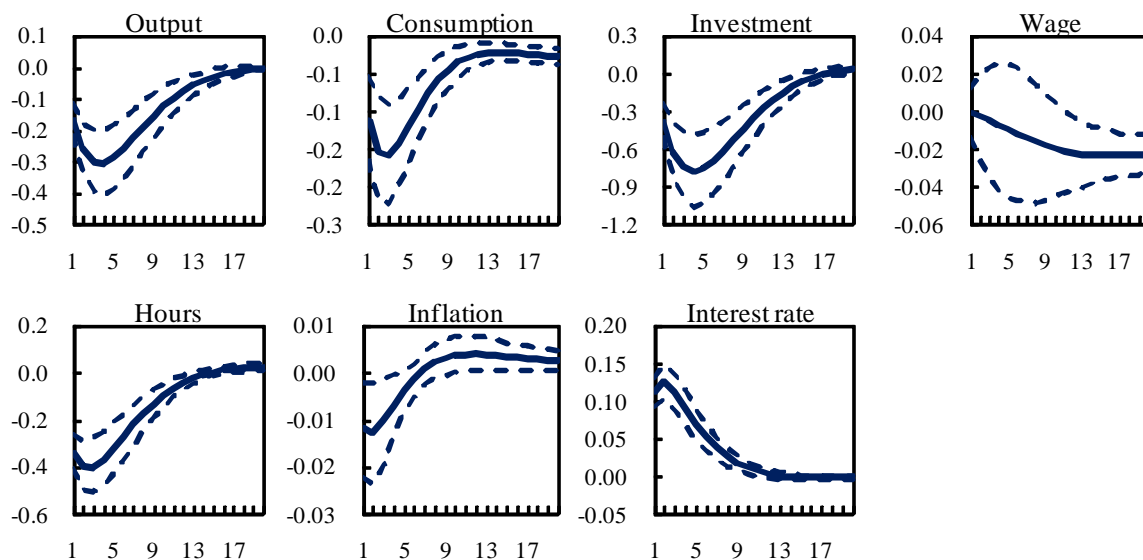 Output
0.1
0.0
-0.1
-0.2
-0.3
-0.4
-0.5
1 5 9 13 17
Consumption
0.0
-0.1
-0.1
-0.2
-0.2
-0.3
1 5 9 13 17
Investment
0.3
0.0
-0.3
-0.6
-0.9
-1.2
1 5 9 13 17
Wage
0.04
0.02
0.00
-0.02
-0.04
-0.06
1 5 9 13 17
Hours
0.2
0.0
-0.2
-0.4
-0.6
1 5 9 13 17
Inflation
0.01
0.00
-0.01
-0.02
-0.03
1 5 9 13 17
Interest rate
0.20
0.15
0.10
0.05
0.00
-0.05
1 5 9 13 17